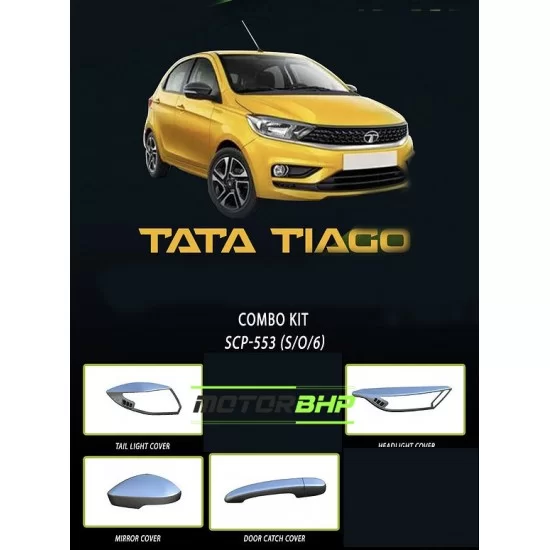 TATA TIAGO
COMBO KIT
SCP-553 (S/O/6)
MOTORBHP
TAIL LIGHT COVER
HEADLIGHT COVER
MIRROR COVER
DOOR CATCH COVER